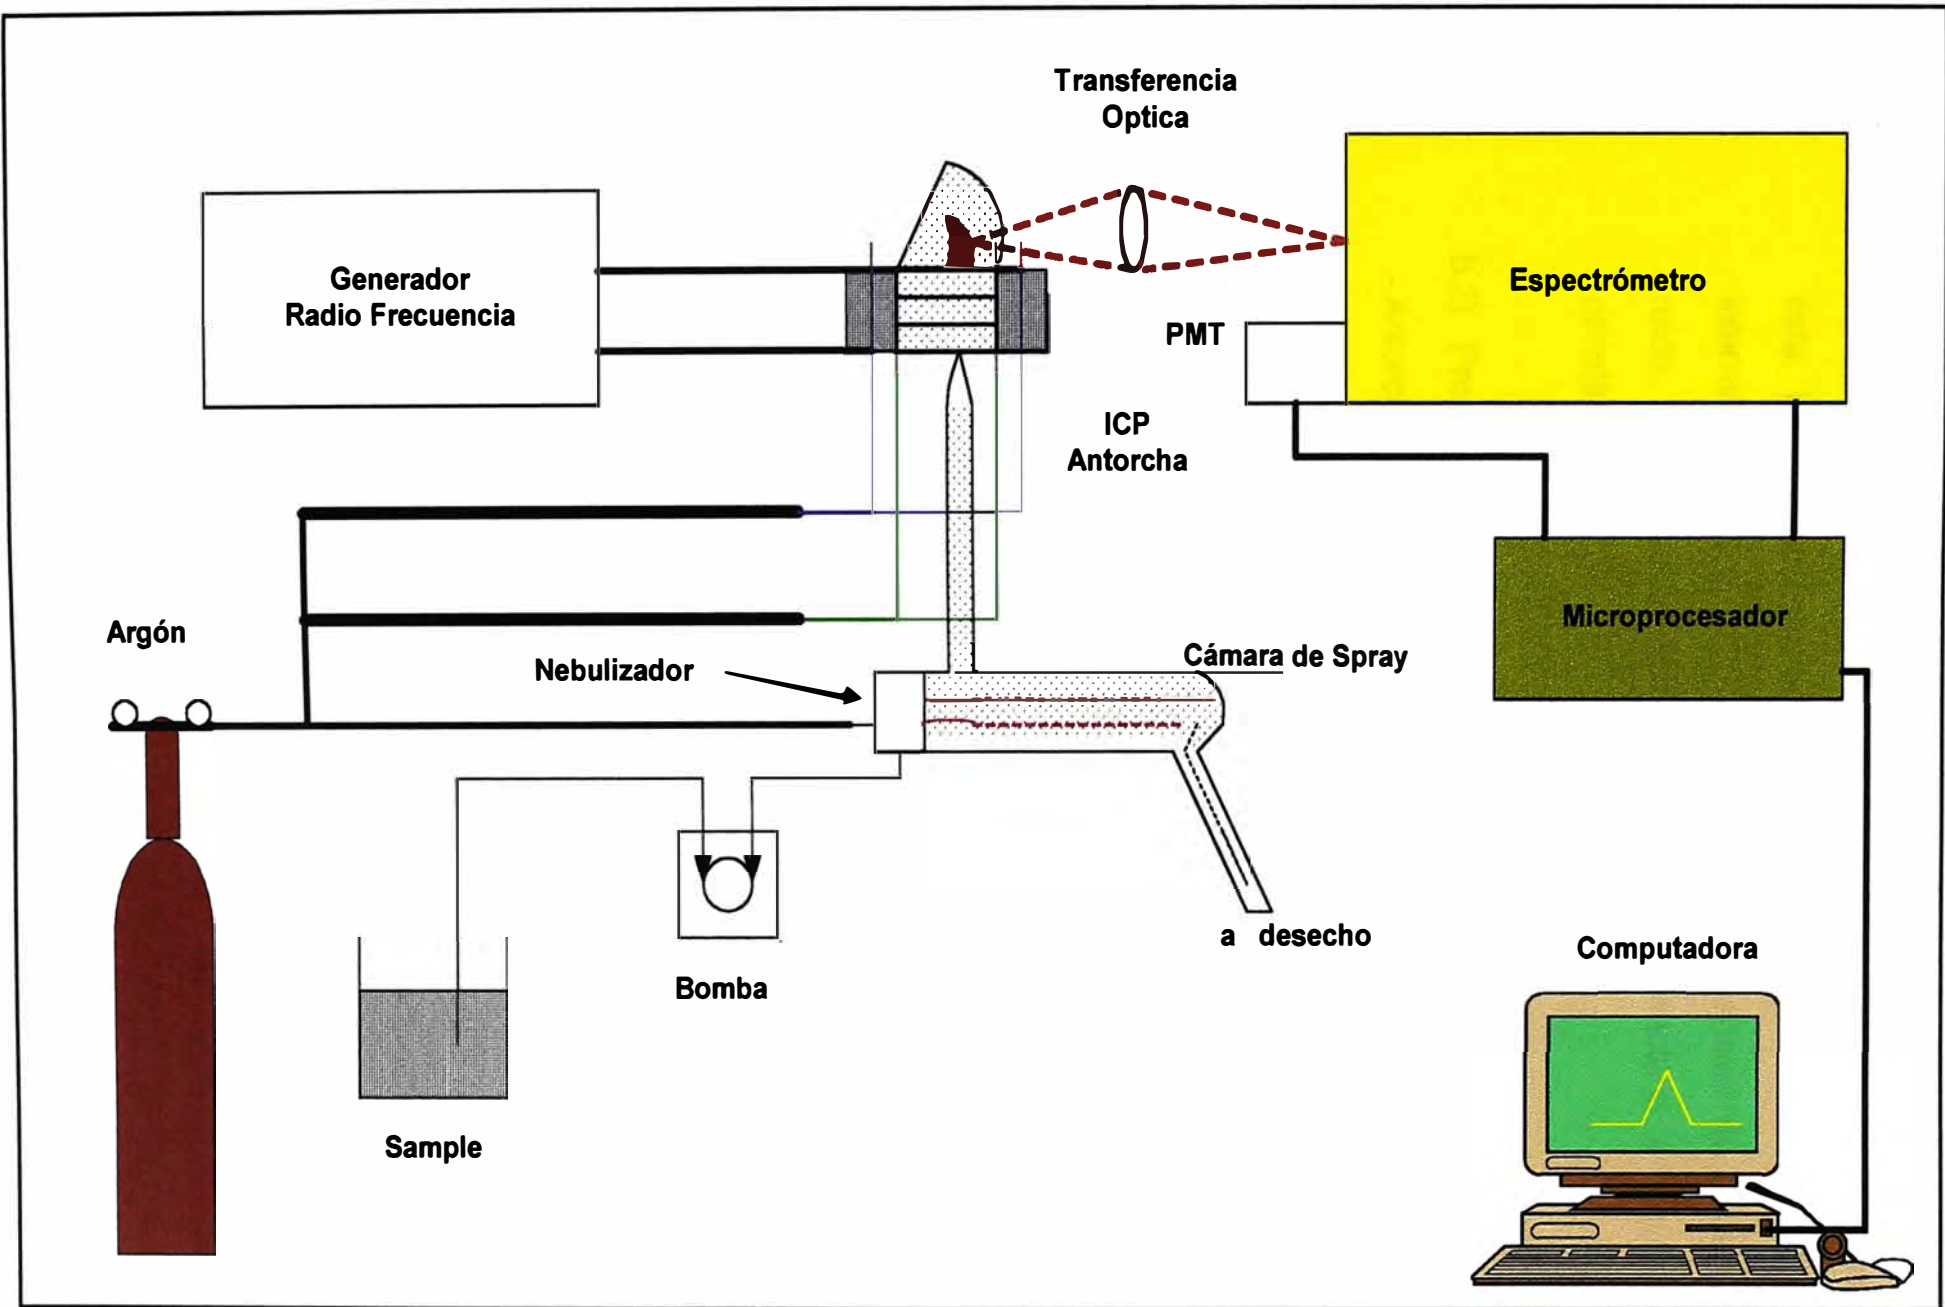 Transferencia
Optica
Generador
Radio Frecuencia
Espectrómetro
PMT
ICP
Antorcha
Microprocesador
Argón
Nebulizador
Cámara de Spray
a desecho
Computadora
Bomba
Sample